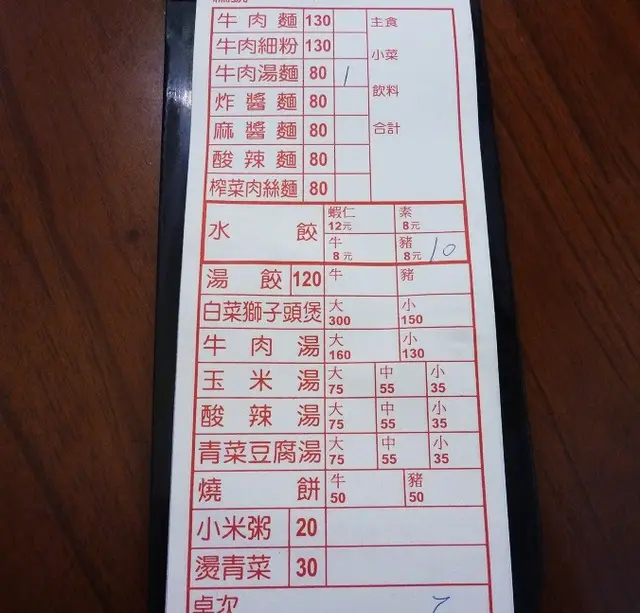 牛肉麵 130 主食
牛肉細粉 130 小菜
牛肉湯麵 80 1 飲料
炸醬麵 80
麻醬麵 80 合計
酸辣麵 80
榨菜肉絲麵 80
水餃 蝦仁 12元 素 8元
牛 8元 豬 8元 10
湯餃 120 牛 豬
白菜獅子頭煲 大 300 小 150
牛肉湯 大 160 小 130
玉米湯 大 75 中 55 小 35
酸辣湯 大 75 中 55 小 35
青菜豆腐湯 大 75 中 55 小 35
燒餅 牛 50 豬 50
小米粥 20
燙青菜 30
桌次